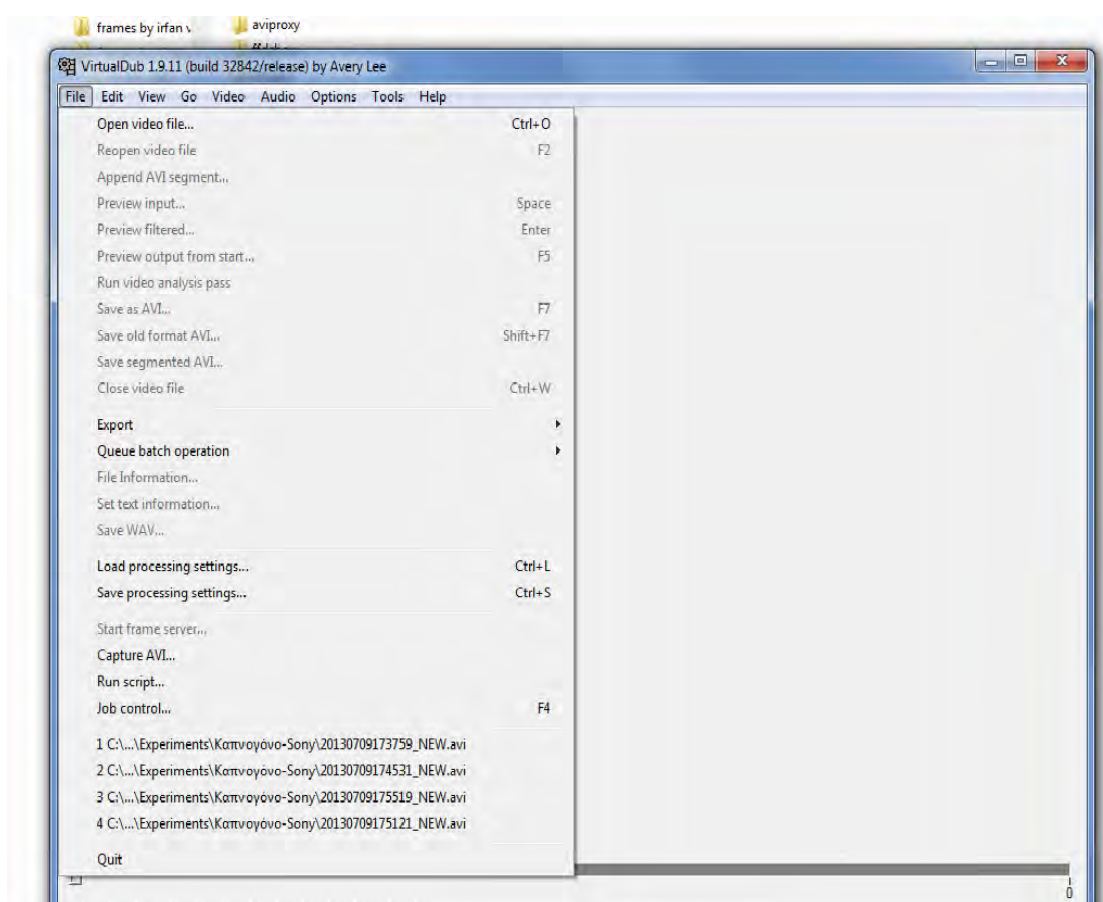 frames by irfan v aviproxy
VirtualDub 1.9.11 (build 32842/release) by Avery Lee
File Edit View Go Video Audio Options Tools Help
Open video file... Ctrl+O
Reopen video file F2
Append AVI segment...
Preview input... Space
Preview filtered... Enter
Preview output from start... F5
Run video analysis pass
Save as AVI... F7
Save old format AVI... Shift+F7
Save segmented AVI...
Close video file Ctrl+W
Export
Queue batch operation
File Information...
Set text information...
Save WAV...
Load processing settings... Ctrl+L
Save processing settings... Ctrl+S
Start frame server...
Capture AVI...
Run script...
Job control... F4
1 C:\...\Experiments\Καπνογόνο-Sony\20130709173759_NEW.avi
2 C:\...\Experiments\Καπνογόνο-Sony\20130709174531_NEW.avi
3 C:\...\Experiments\Καπνογόνο-Sony\20130709175519_NEW.avi
4 C:\...\Experiments\Καπνογόνο-Sony\20130709175121_NEW.avi
Quit
0